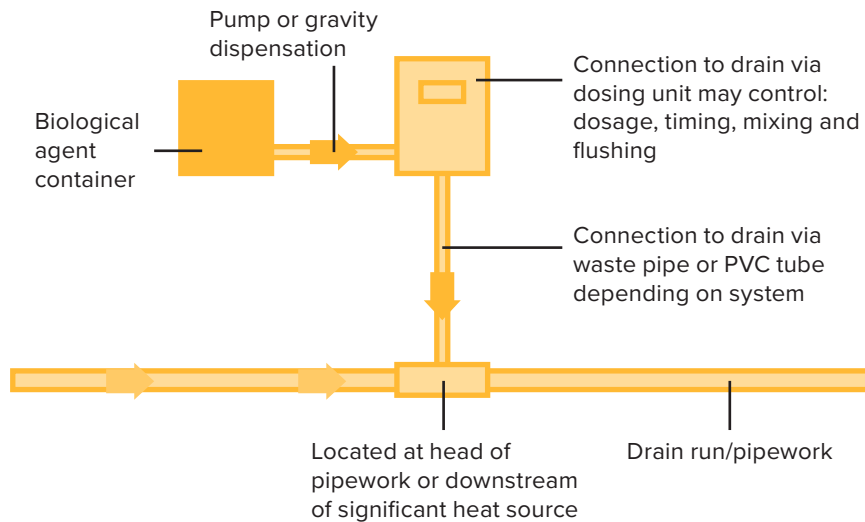 Pump or gravity
dispensation
Biological
agent
container
Connection to drain via
dosing unit may control:
dosage, timing, mixing and
flushing
Connection to drain via
waste pipe or PVC tube
depending on system
Located at head of
pipework or downstream
of significant heat source
Drain run/pipework